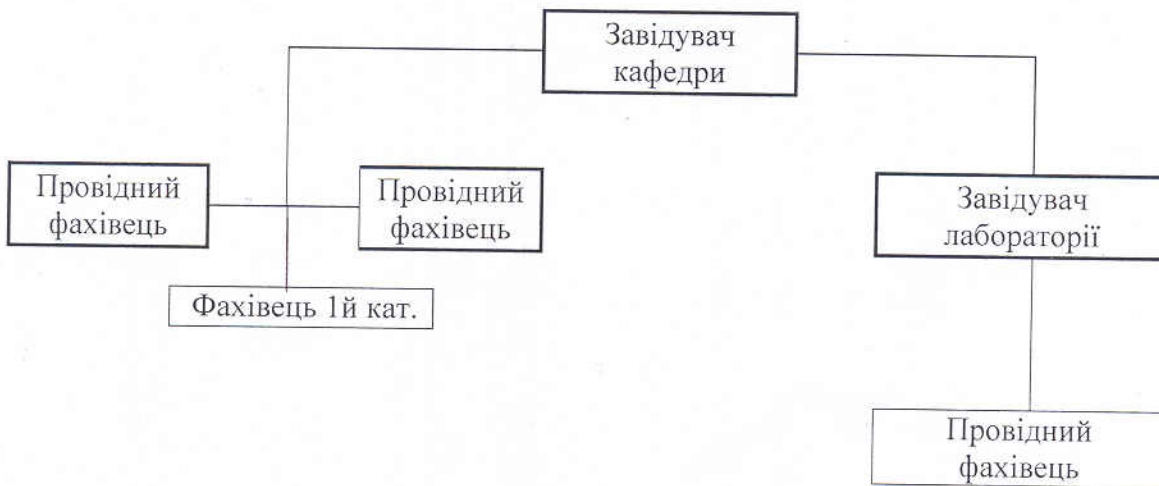 Завідувач
кафедри
Провідний
фахівець
Провідний
фахівець
Завідувач
лабораторії
Фахівець 1й кат.
Провідний
фахівець